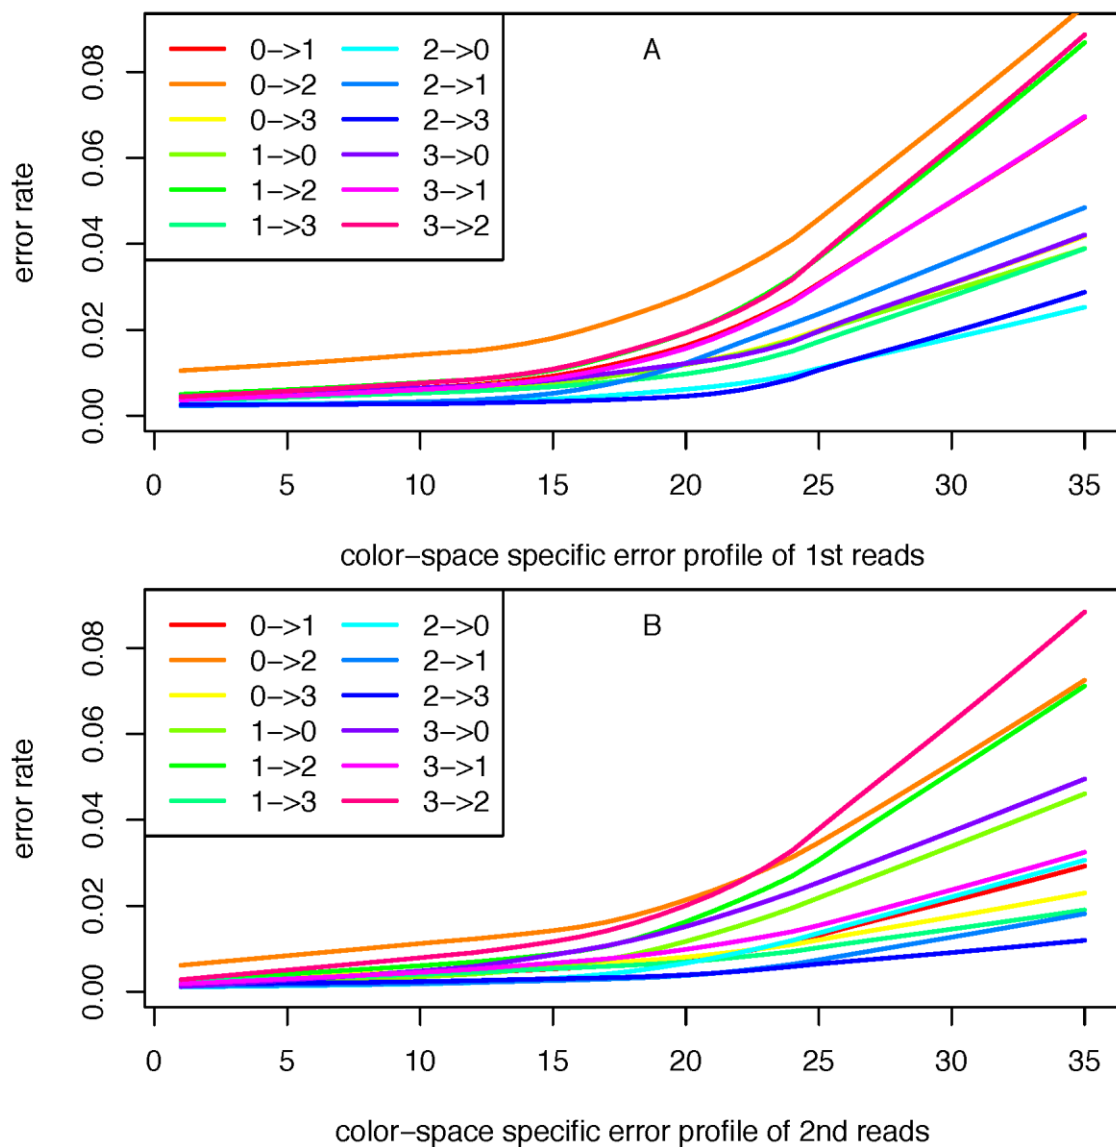 A
0->1 2->0
0->2 2->1
0->3 2->3
1->0 3->0
1->2 3->1
1->3 3->2
error rate
0.00 0.02 0.04 0.06 0.08
0 5 10 15 20 25 30 35
color-space specific error profile of 1st reads
B
0->1 2->0
0->2 2->1
0->3 2->3
1->0 3->0
1->2 3->1
1->3 3->2
error rate
0.00 0.02 0.04 0.06 0.08
0 5 10 15 20 25 30 35
color-space specific error profile of 2nd reads